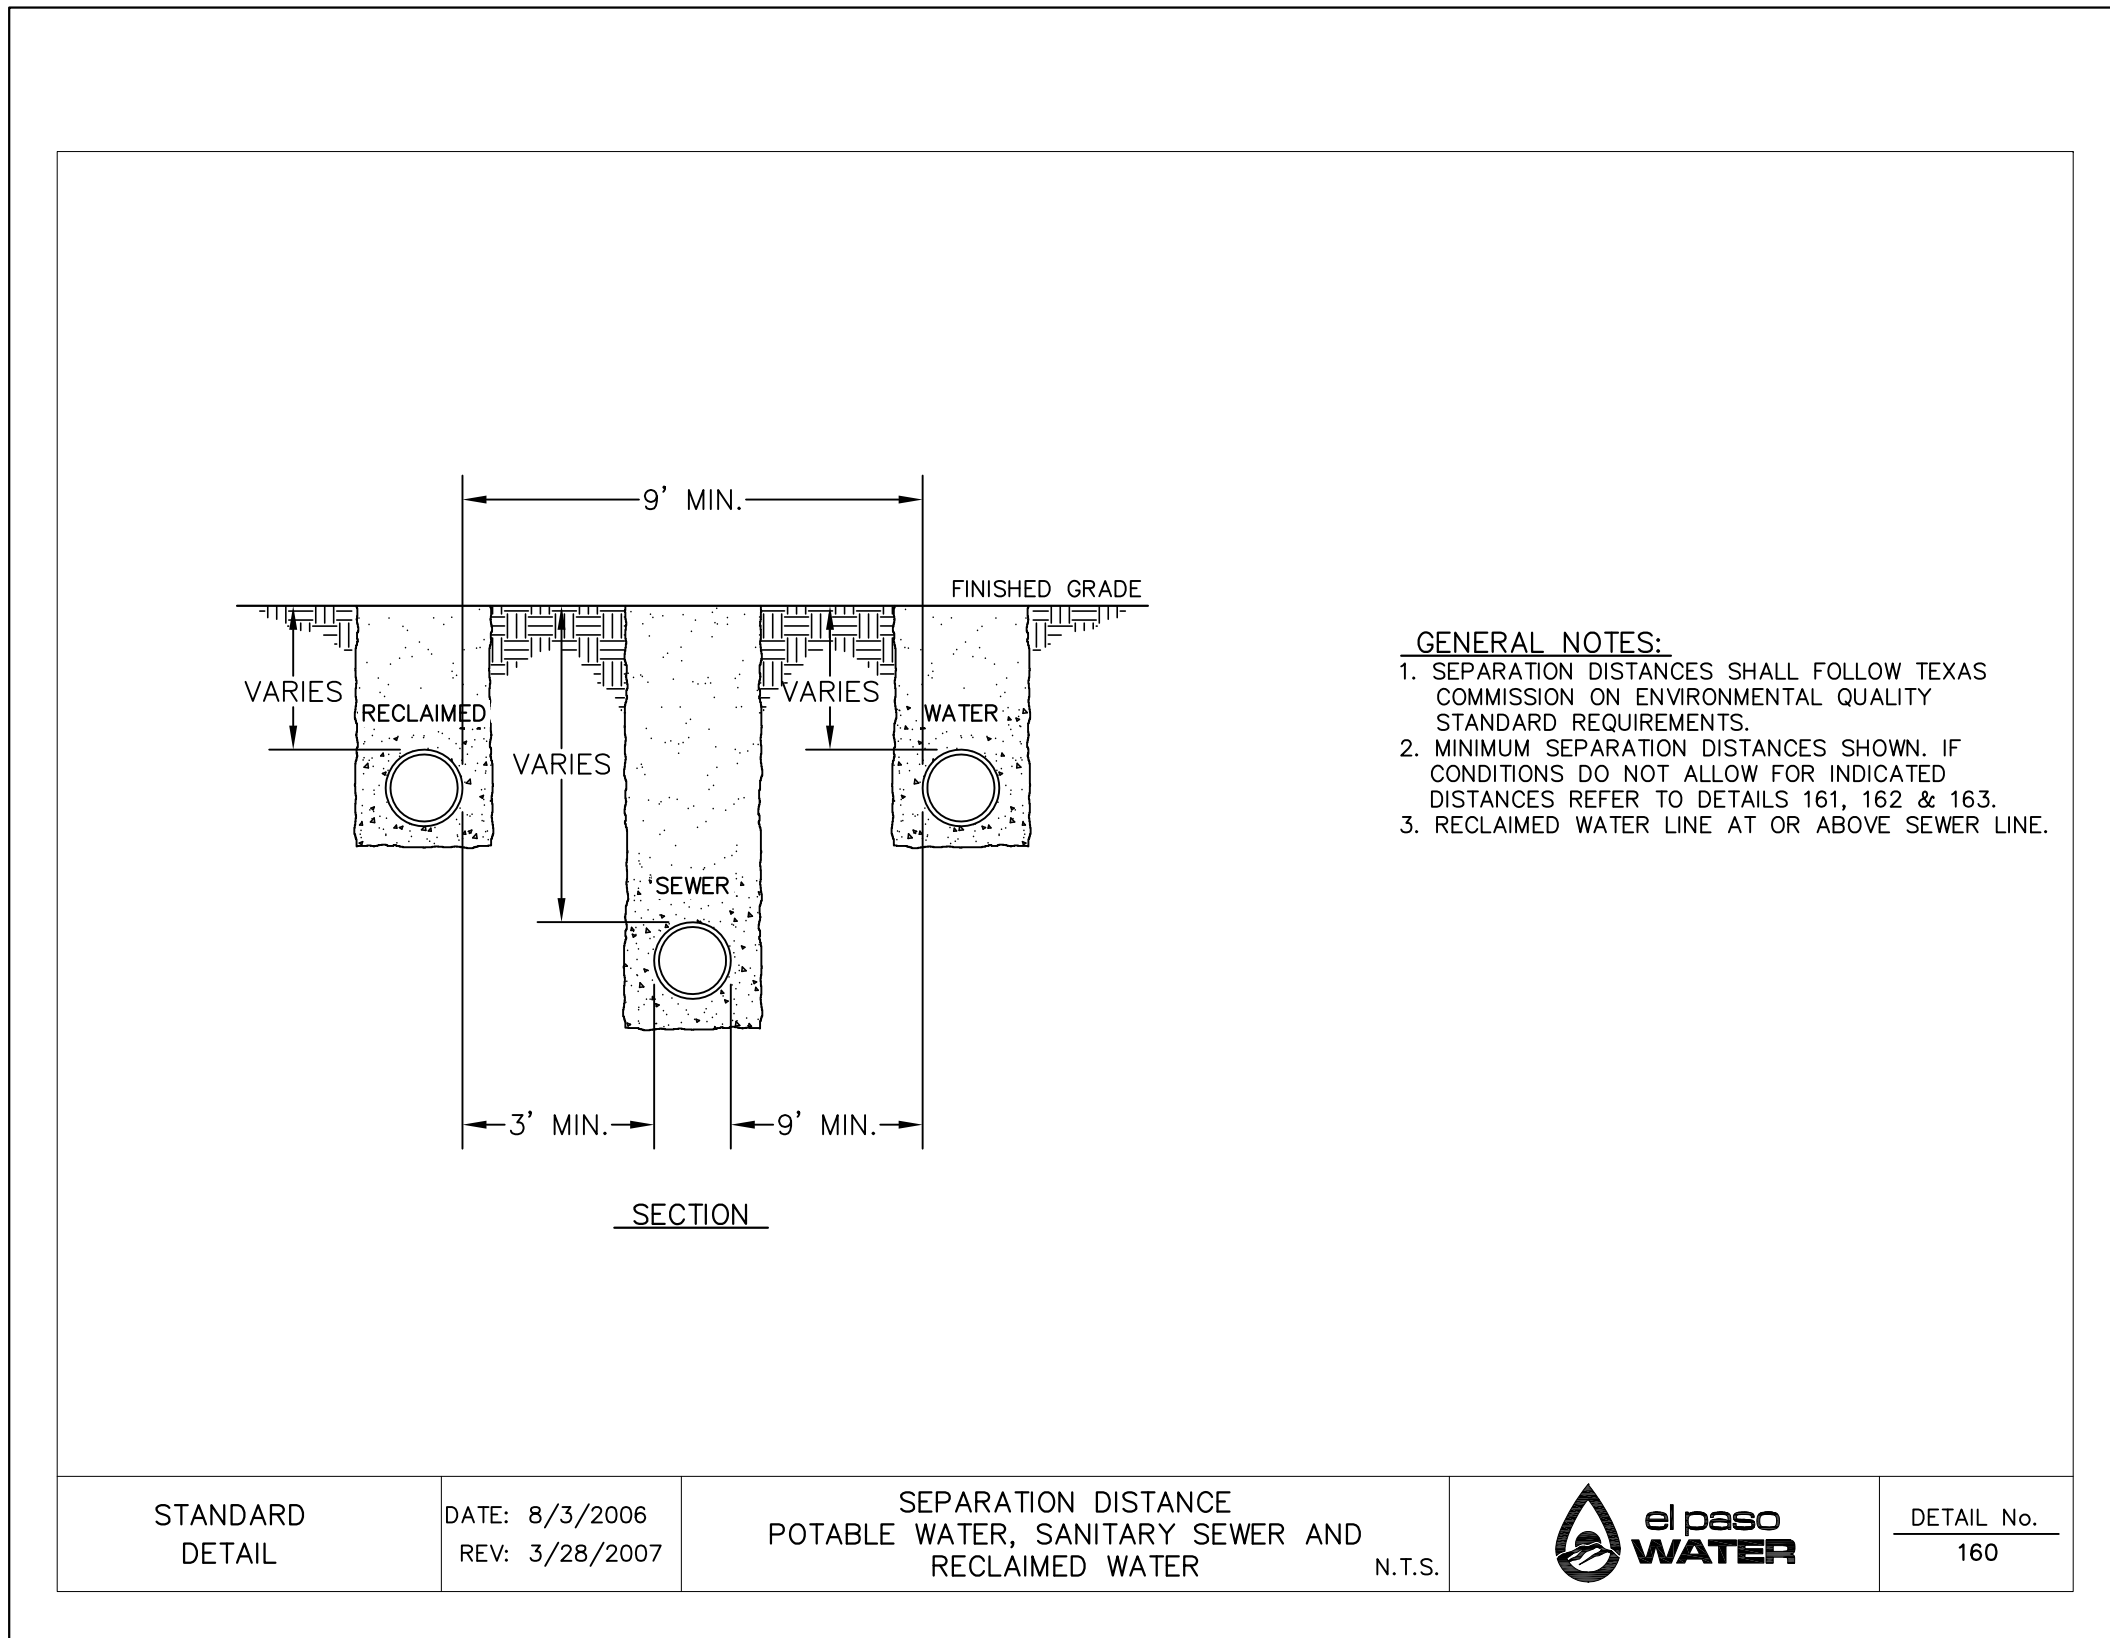 9' MIN.
FINISHED GRADE
VARIES
VARIES
RECLAIMED
WATER
VARIES
SEWER
3' MIN.
9' MIN.
SECTION
GENERAL NOTES:
1. SEPARATION DISTANCES SHALL FOLLOW TEXAS
COMMISSION ON ENVIRONMENTAL QUALITY
STANDARD REQUIREMENTS.
2. MINIMUM SEPARATION DISTANCES SHOWN. IF
CONDITIONS DO NOT ALLOW FOR INDICATED
DISTANCES REFER TO DETAILS 161, 162 & 163.
3. RECLAIMED WATER LINE AT OR ABOVE SEWER LINE.
STANDARD
DETAIL
DATE: 8/3/2006
REV: 3/28/2007
SEPARATION DISTANCE
POTABLE WATER, SANITARY SEWER AND
RECLAIMED WATER
N.T.S.
el paso
WATER
DETAIL No.
160